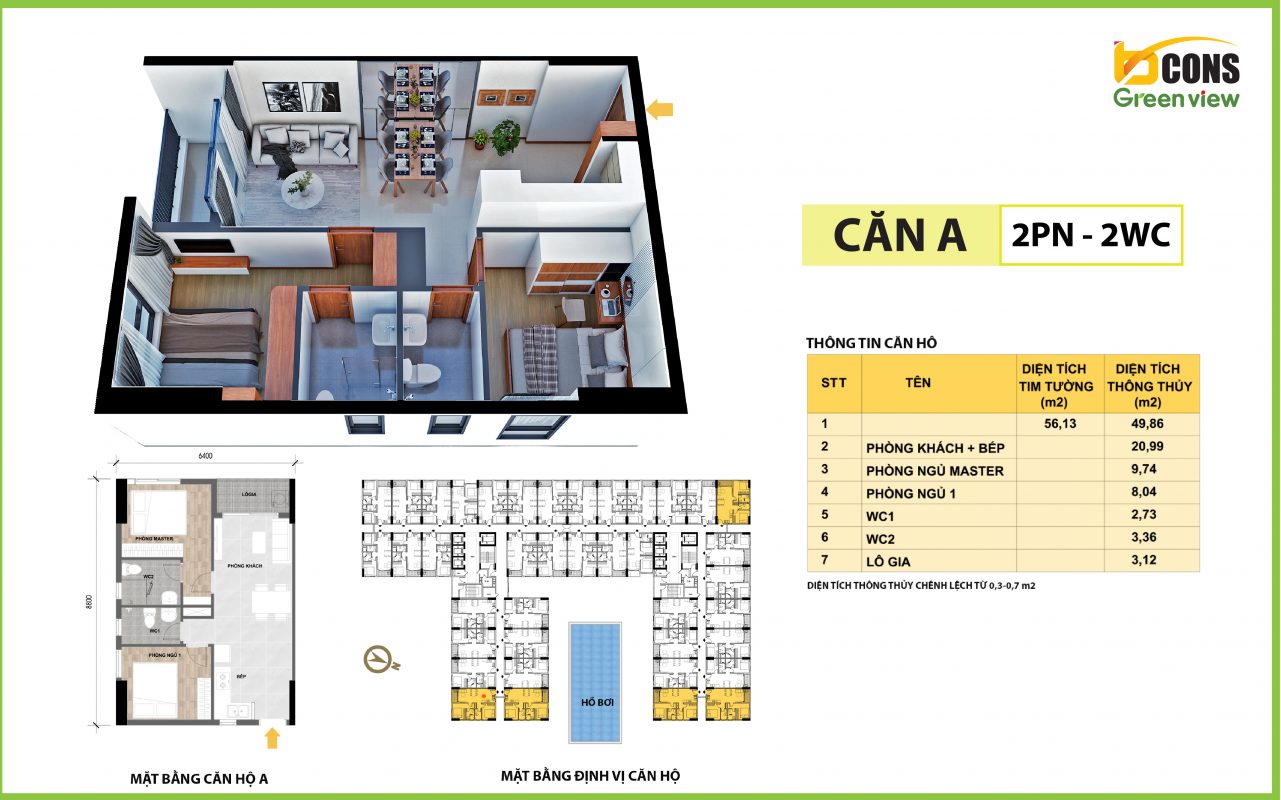 bCONS
Green view
CĂN A
2PN - 2WC
THÔNG TIN CĂN HÔ
STT TÊN DIỆN TÍCH TIM TƯỜNG (m2) DIỆN TÍCH THÔNG THỦY (m2)
1 56,13 49,86
2 PHÒNG KHÁCH + BÉP 20,99
3 PHÒNG NGỦ MASTER 9,74
4 PHÒNG NGỦ 1 8,04
5 WC1 2,73
6 WC2 3,36
7 LÔ GIA 3,12
DIỆN TÍCH THÔNG THỦY CHÊNH LỆCH TỪ 0,3-0,7 m2
6400
8800
LÔGIA
PHÒNG MASTER
PHÒNG KHÁCH
WC2
WC1
PHÒNG NGỦ 1
BẾP
MẶT BẰNG CĂN HỘ A
N
HỒ BƠI
MẶT BẰNG ĐỊNH VỊ CĂN HỘ